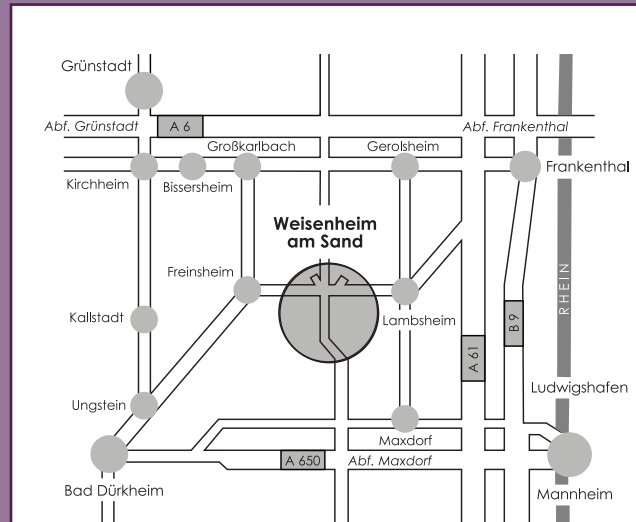 Grünstadt
Abf. Grünstadt
A 6
Abf. Frankenthal
Großkarlbach
Gerolsheim
Frankenthal
Kirchheim
Bissersheim
Weisenheim
am Sand
Freinsheim
RHEIN
Kallstadt
Lambsheim
B 9
A 61
Ludwigshafen
Ungstein
Maxdorf
A 650
Abf. Maxdorf
Bad Dürkheim
Mannheim